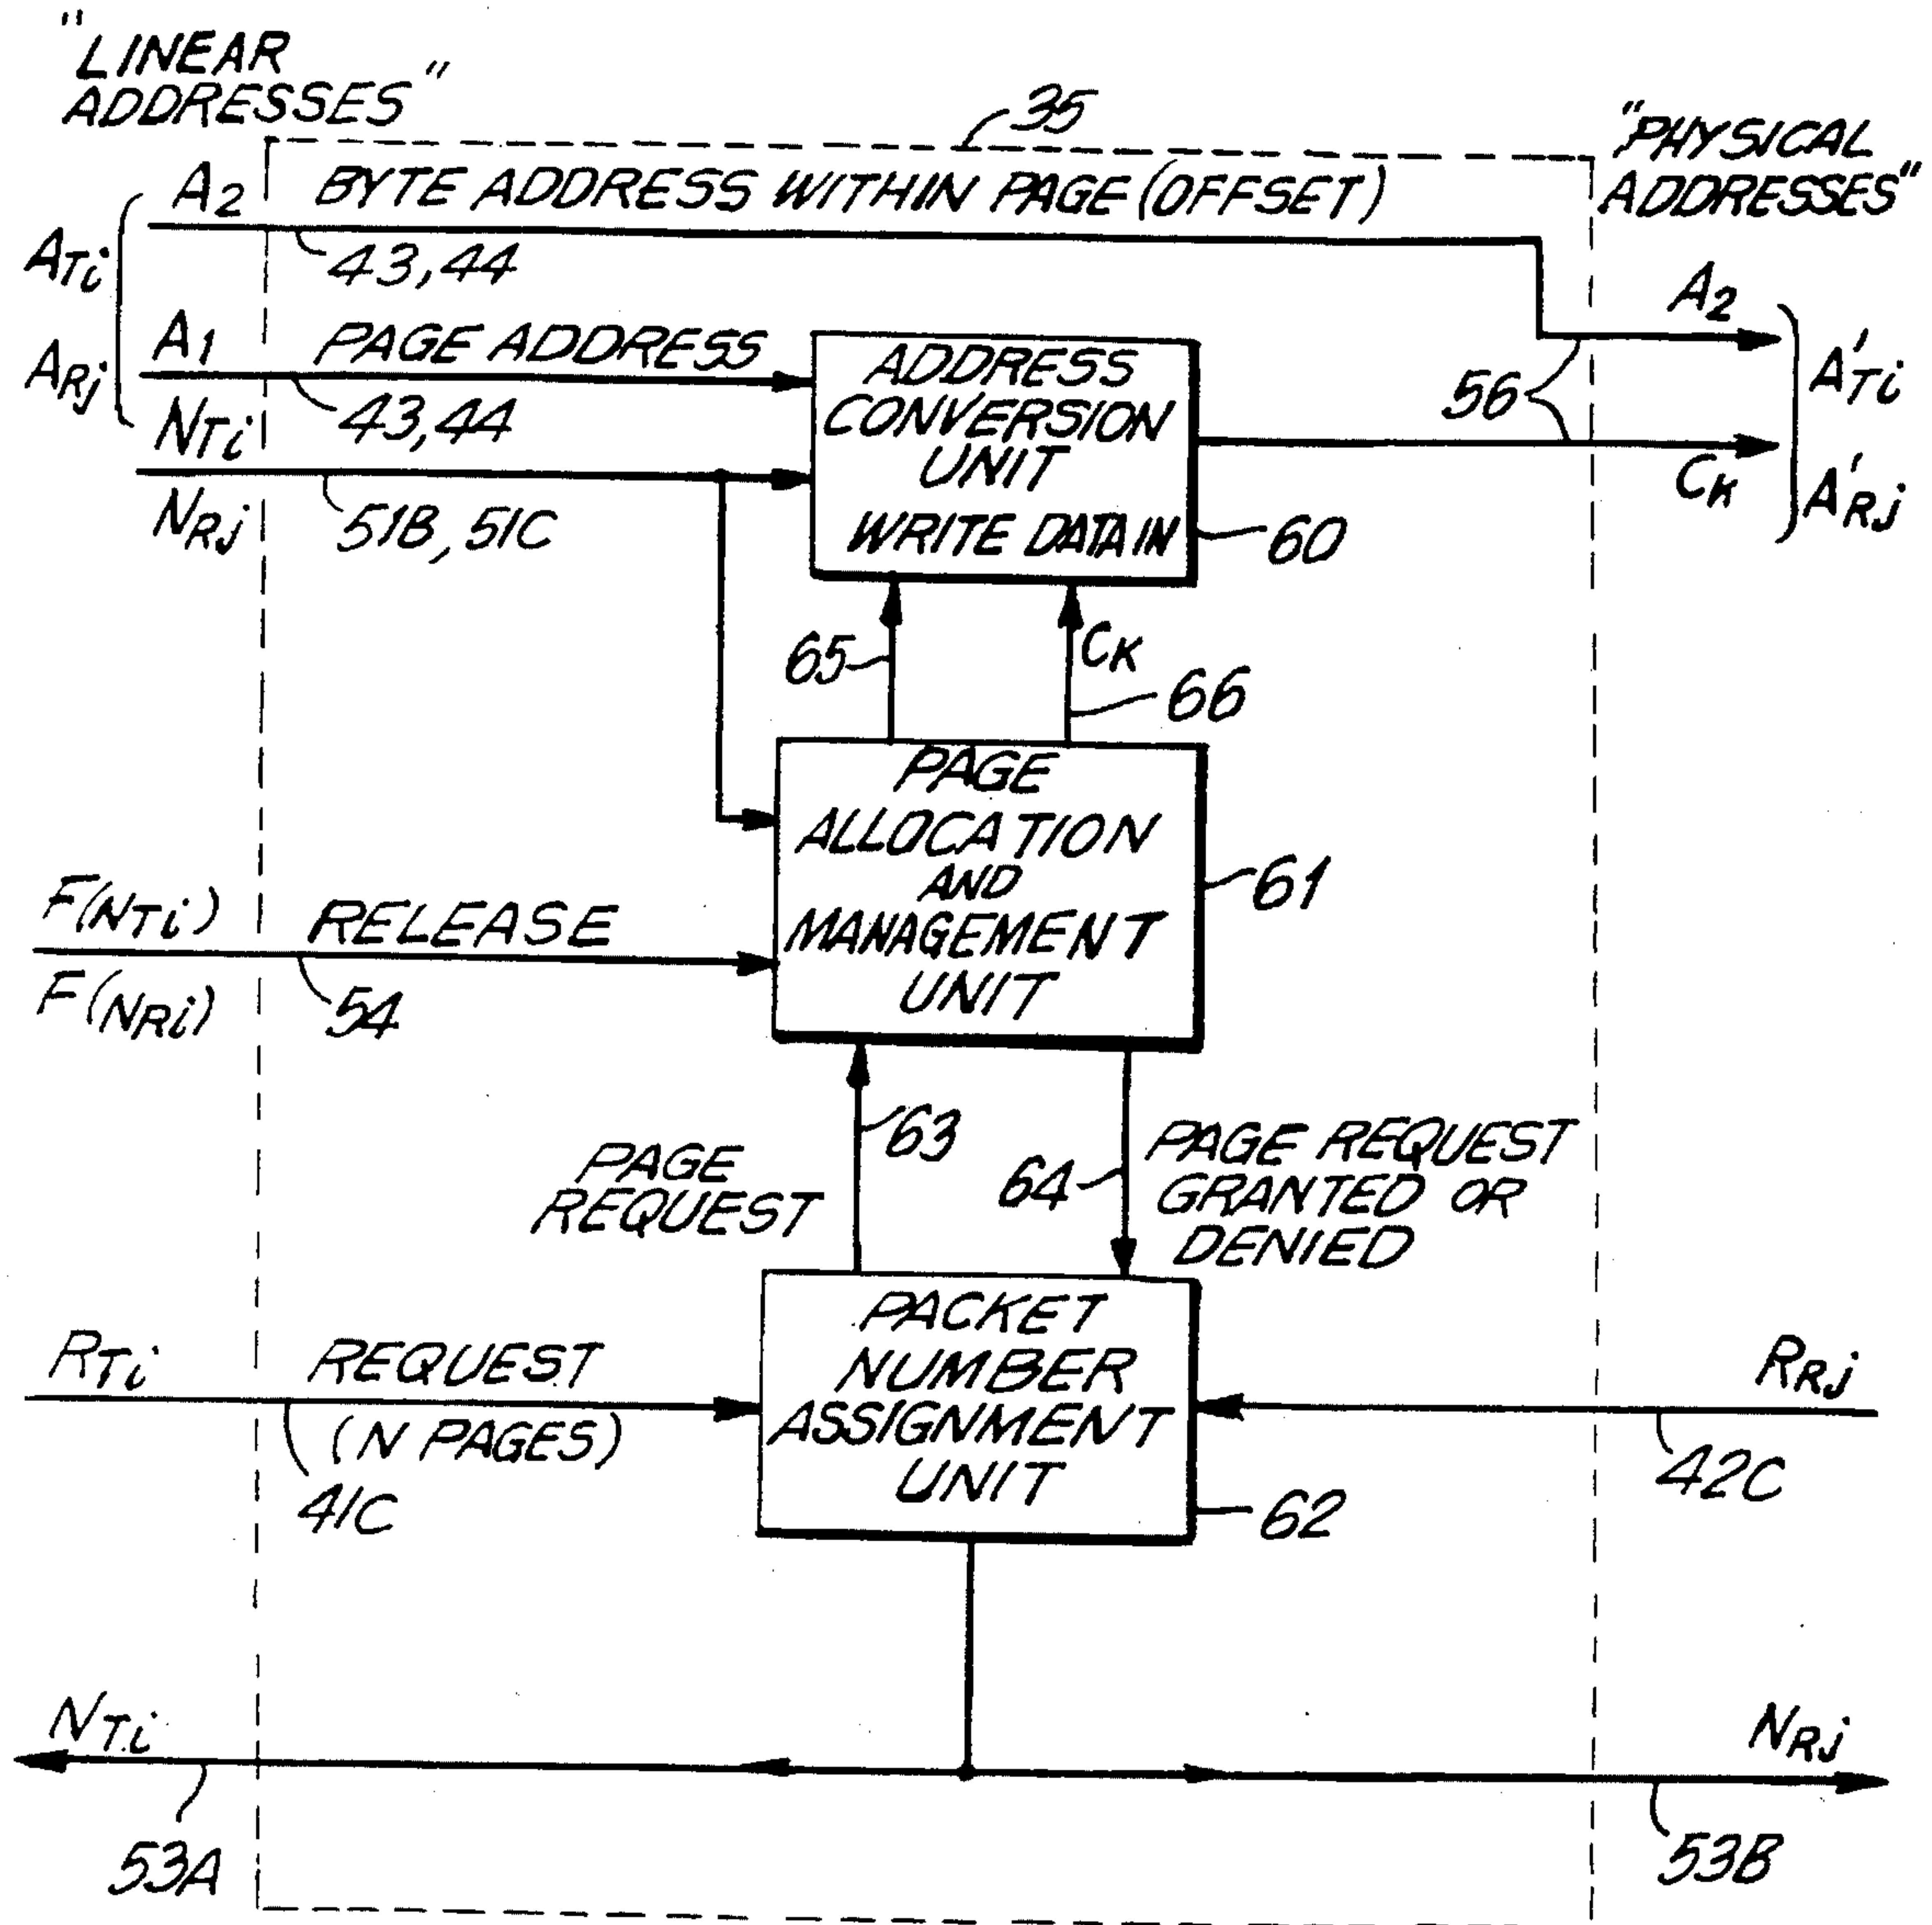 "LINEAR
ADDRESSES"
35
"PHYSICAL
ADDRESSES"
A2
BYTE ADDRESS WITHIN PAGE (OFFSET)
43, 44
ATi
ARj
A1
PAGE ADDRESS
43, 44
NTi
NRj
51B, 51C
ADDRESS
CONVERSION
UNIT
WRITE DATA IN
60
A2
56
CK
A'Ti
A'Rj
65
CK
66
PAGE
ALLOCATION
AND
MANAGEMENT
UNIT
61
F(NTi)
RELEASE
F(NRi)
54
63
PAGE
REQUEST
64
PAGE REQUEST
GRANTED OR
DENIED
PACKET
NUMBER
ASSIGNMENT
UNIT
62
RTi
REQUEST
(N PAGES)
41C
RRj
42C
NTi
53A
NRj
53B